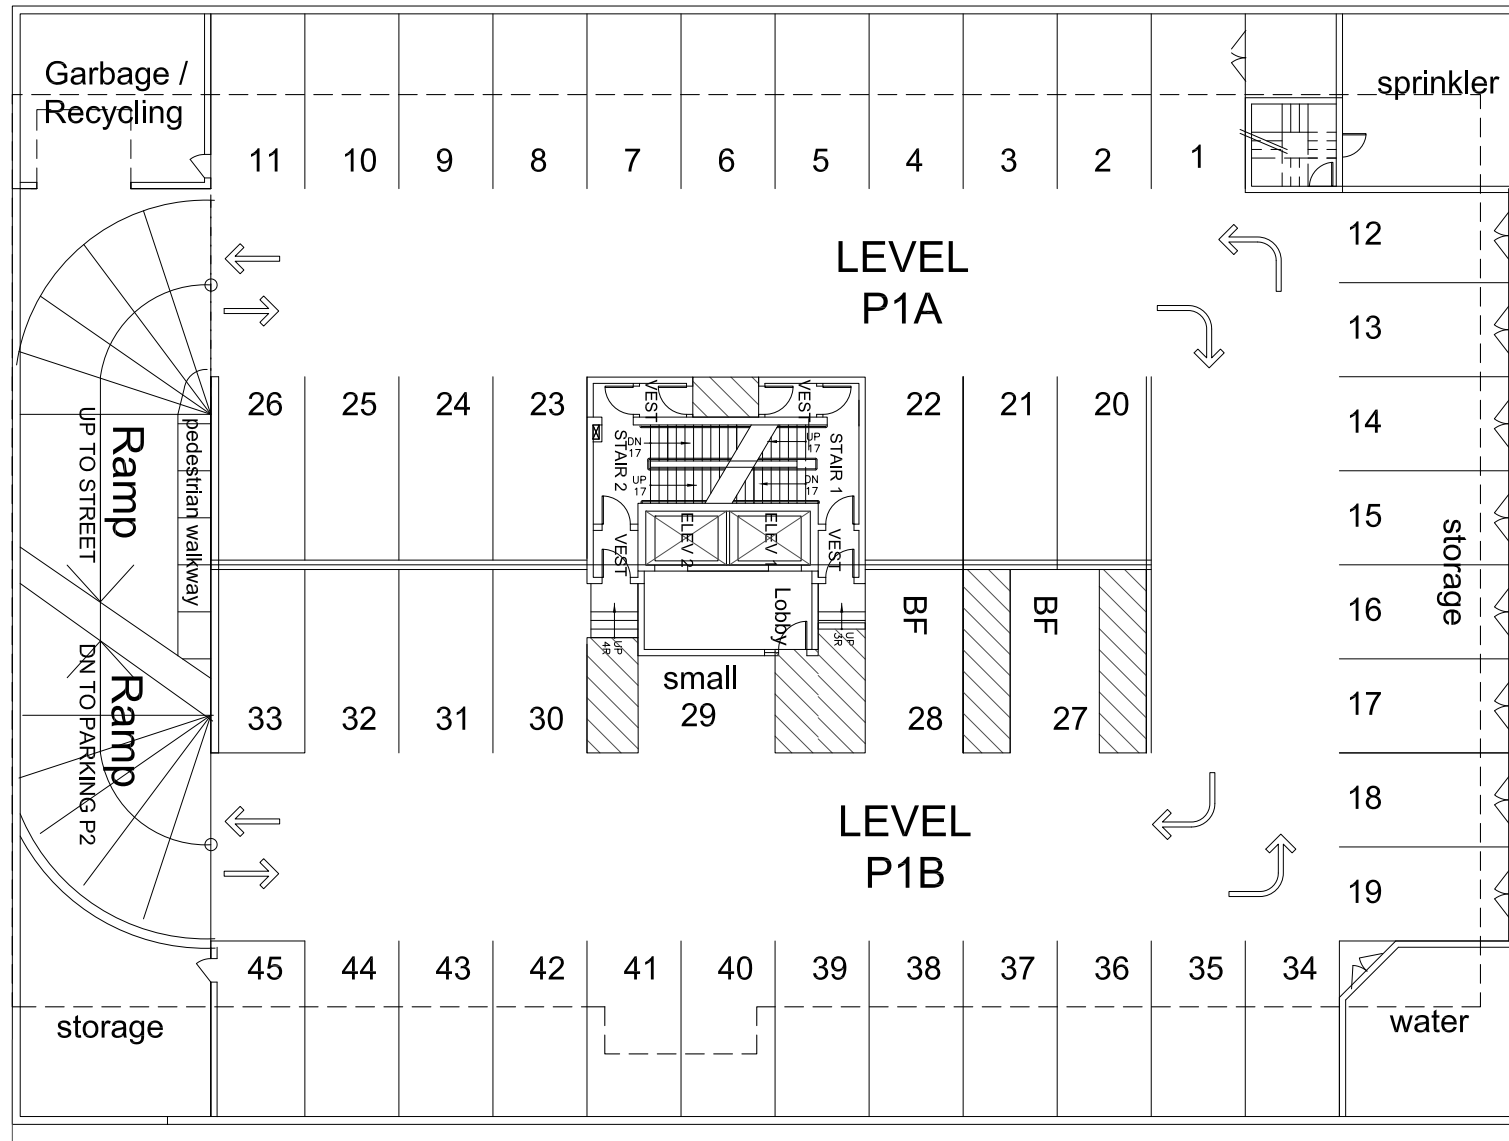 Garbage /
Recycling
sprinkler
11 10 9 8 7 6 5 4 3 2 1
12
LEVEL
P1A
13
26 25 24 23
VEST
VEST
22 21 20
14
Ramp
UP TO STREET
pedestrian walkway
STAIR 2
DN
17
UP
17
UP
17
DN
17
STAIR 1
ELEV 2
ELEV 1
VEST
VEST
15
storage
16
Lobby
UP
4R
UP
3R
BF
BF
small
29
17
Ramp
DN TO PARKING P2
33 32 31 30
28 27
18
LEVEL
P1B
19
45 44 43 42 41 40 39 38 37 36 35 34
storage
water